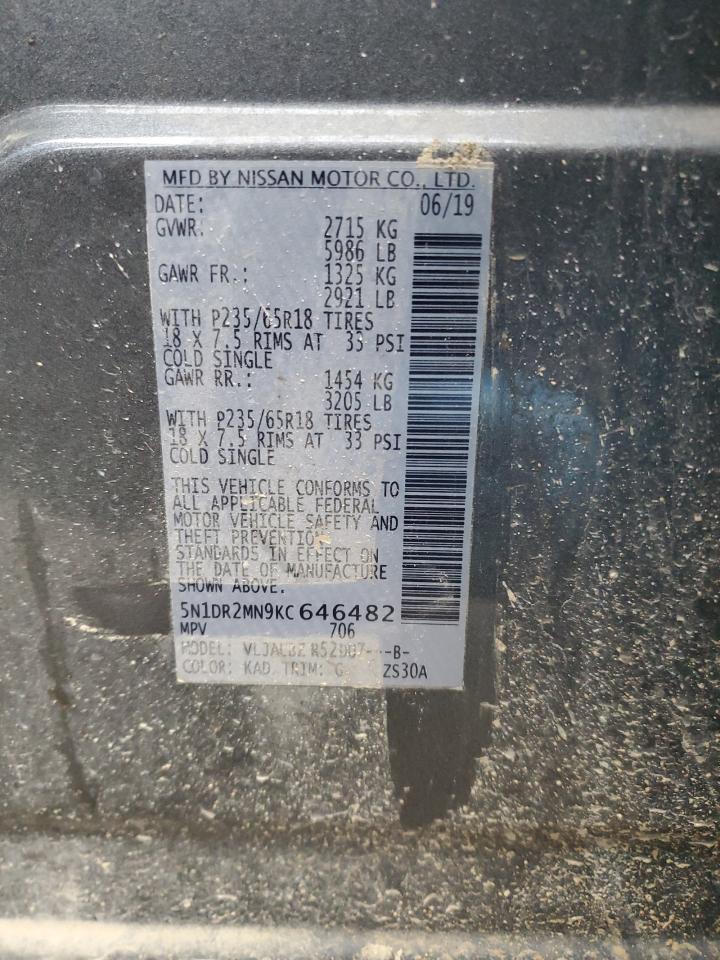 MFD BY NISSAN MOTOR CO., LTD.
DATE: 06/19
GVWR: 2715 KG
5986 LB
GAWR FR.: 1325 KG
2921 LB
WITH P235/65R18 TIRES
18 X 7.5 RIMS AT 33 PSI
COLD SINGLE
GAWR RR.: 1454 KG
3205 LB
WITH P235/65R18 TIRES
18 X 7.5 RIMS AT 33 PSI
COLD SINGLE
THIS VEHICLE CONFORMS TO
ALL APPLICABLE FEDERAL
MOTOR VEHICLE SAFETY AND
THEFT PREVENTION
STANDARDS IN EFFECT ON
THE DATE OF MANUFACTURE
SHOWN ABOVE.
5N1DR2MN9KC646482
MPV 706
MODEL: -B-
COLOR: KAD TRIM: G ZS30A